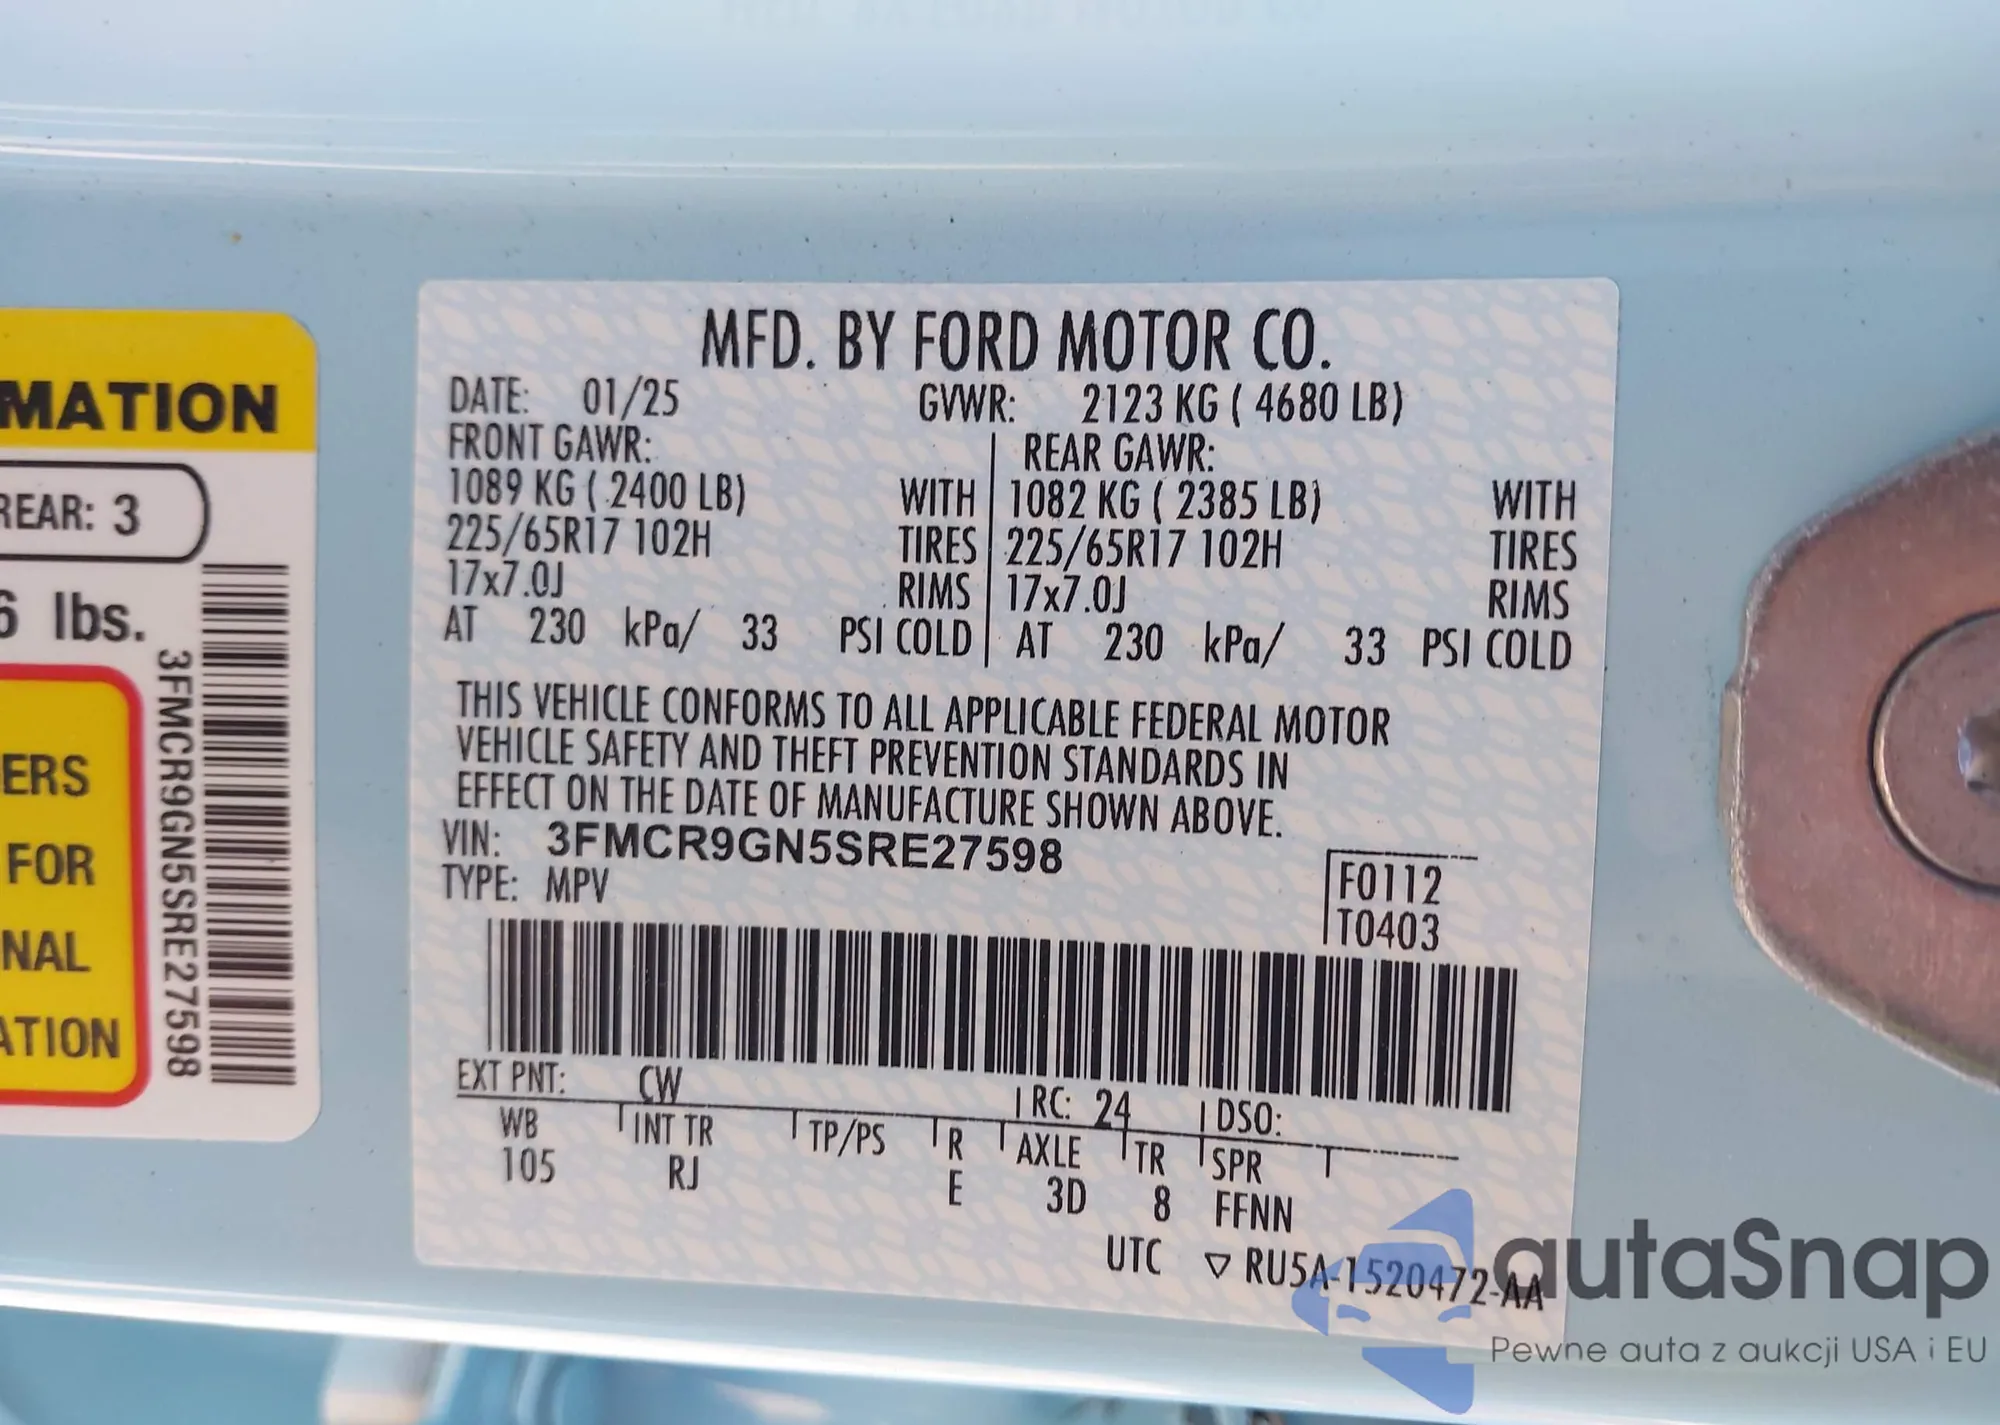 MATION
REAR: 3
6 lbs.
ERS
FOR
NAL
ATION
3FMCR9GN5SRE27598
MFD. BY FORD MOTOR CO.
DATE: 01/25 GVWR: 2123 KG ( 4680 LB)
FRONT GAWR: REAR GAWR:
1089 KG ( 2400 LB) WITH 1082 KG ( 2385 LB) WITH
225/65R17 102H TIRES 225/65R17 102H TIRES
17x7.0J RIMS 17x7.0J RIMS
AT 230 kPa/ 33 PSI COLD AT 230 kPa/ 33 PSI COLD
THIS VEHICLE CONFORMS TO ALL APPLICABLE FEDERAL MOTOR
VEHICLE SAFETY AND THEFT PREVENTION STANDARDS IN
EFFECT ON THE DATE OF MANUFACTURE SHOWN ABOVE.
VIN: 3FMCR9GN5SRE27598
TYPE: MPV
F0112
T0403
EXT PNT: CW RC: 24 DSO:
WB INT TR TP/PS R AXLE TR SPR
105 RJ E 3D 8 FFNN
UTC ▽ RU5A-1520472-AA
autaSnap
Pewne auta z aukcji USA i EU